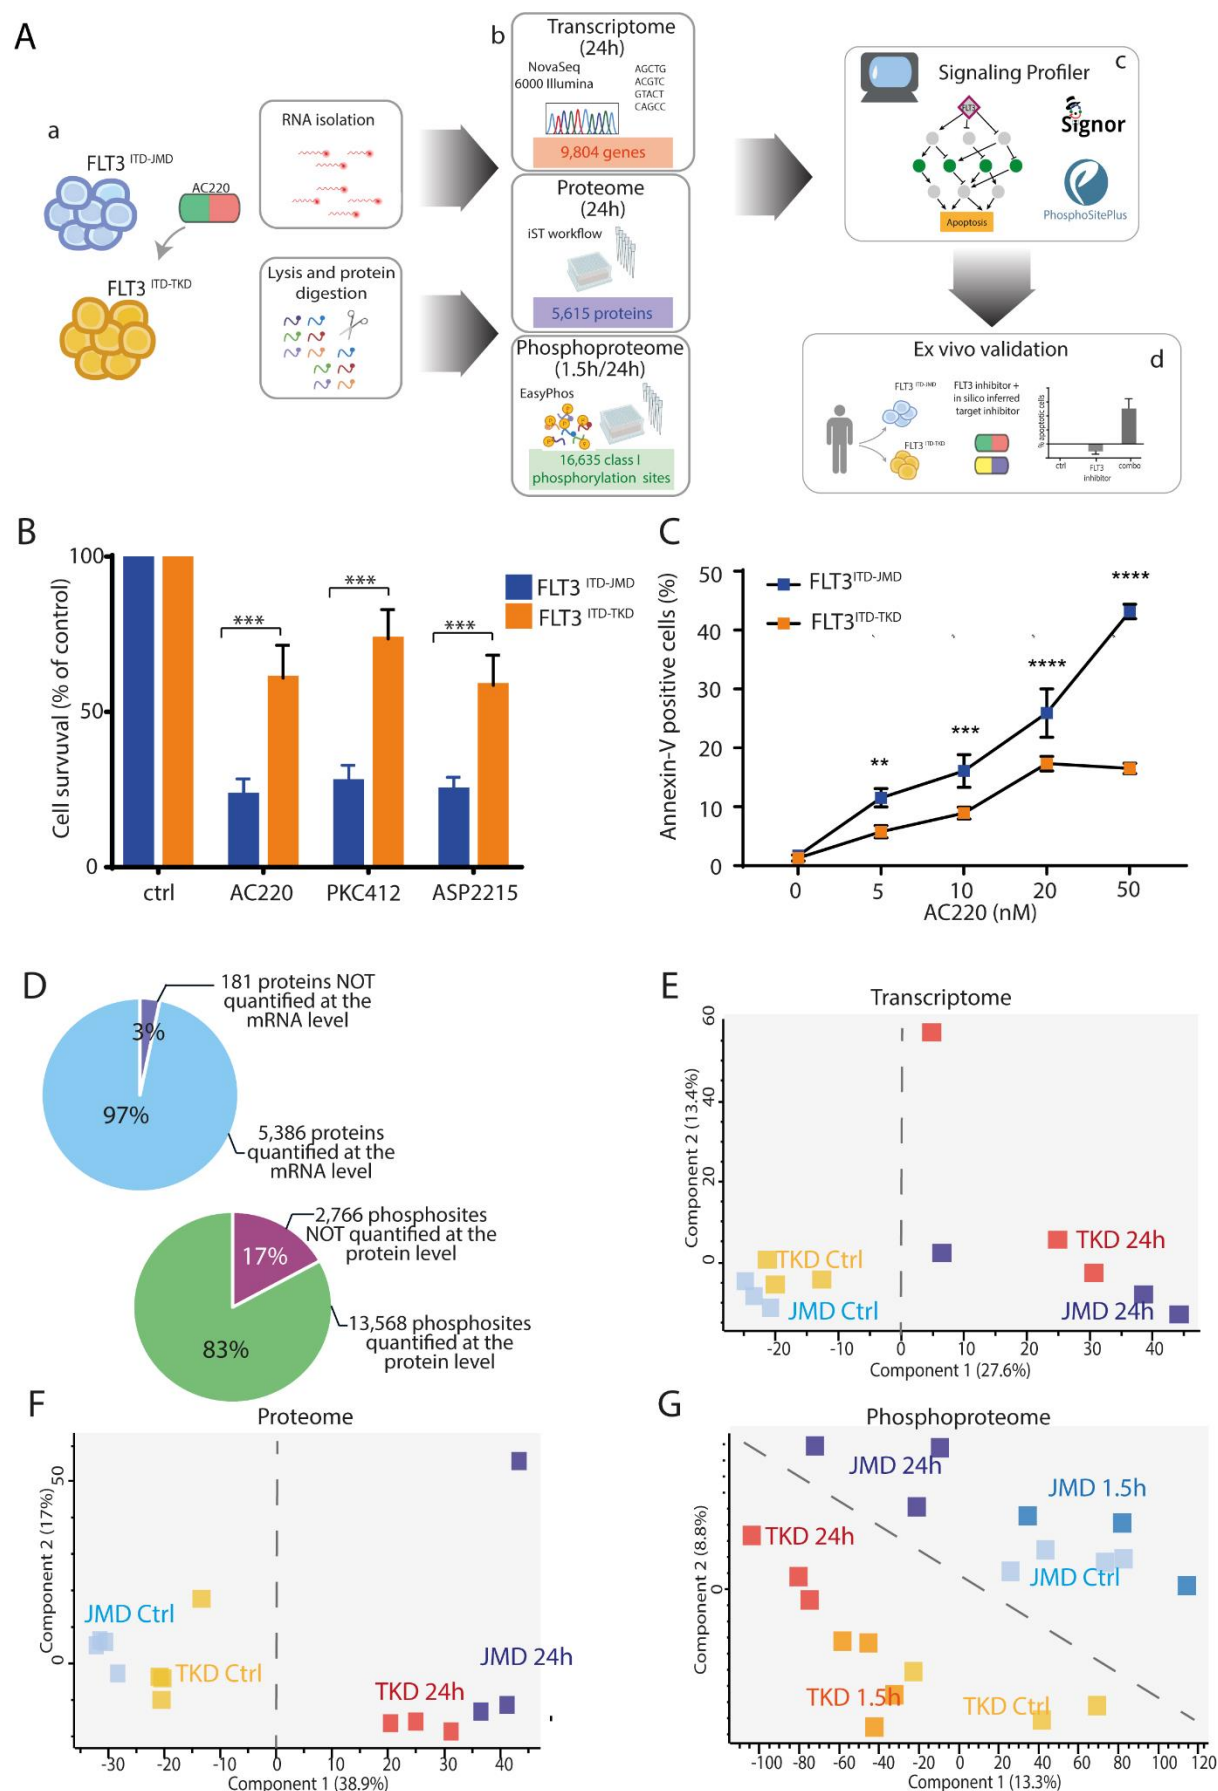 A
a
FLT3 ITD-JMD
AC220
FLT3 ITD-TKD
RNA isolation
Lysis and protein
digestion
b
Transcriptome
(24h)
NovaSeq
6000 Illumina
AGCTG
ACGTC
GTACT
CAGCC
9,804 genes
Proteome
(24h)
iST workflow
5,615 proteins
Phosphoproteome
(1.5h/24h)
EasyPhos
16,635 class I
phosphorylation sites
c
Signaling Profiler
FLT3
Apoptosis
Signor
PhosphoSitePlus
d
Ex vivo validation
FLT3 ITD-JMD
FLT3 ITD-TKD
FLT3 inhibitor +
in silico inferred
target inhibitor
% apoptotic cells
ctrl
FLT3
inhibitor
combo
B
Cell survuval (% of control)
100
50
0
***
***
***
FLT3 ITD-JMD
FLT3 ITD-TKD
ctrl
AC220
PKC412
ASP2215
C
Annexin-V positive cells (%)
50
40
30
20
10
0
FLT3 ITD-JMD
FLT3 ITD-TKD
**
***
****
****
0
5
10
20
50
AC220 (nM)
D
181 proteins NOT
quantified at the
mRNA level
3%
97%
5,386 proteins
quantified at the
mRNA level
2,766 phosphosites
NOT quantified at the
protein level
17%
83%
13,568 phosphosites
quantified at the
protein level
E
Transcriptome
Component 2 (13.4%)
60
40
20
0
TKD Ctrl
JMD Ctrl
TKD 24h
JMD 24h
-20 -10 0 10 20 30 40
Component 1 (27.6%)
F
Proteome
Component 2 (17%)
50
0
JMD Ctrl
TKD Ctrl
TKD 24h
JMD 24h
-30 -20 -10 0 10 20 30 40
Component 1 (38.9%)
G
Phosphoproteome
Component 2 (8.8%)
0
JMD 24h
JMD 1.5h
TKD 24h
JMD Ctrl
TKD 1.5h
TKD Ctrl
-100 -80 -60 -40 -20 0 20 40 60 80 100 120
Component 1 (13.3%)